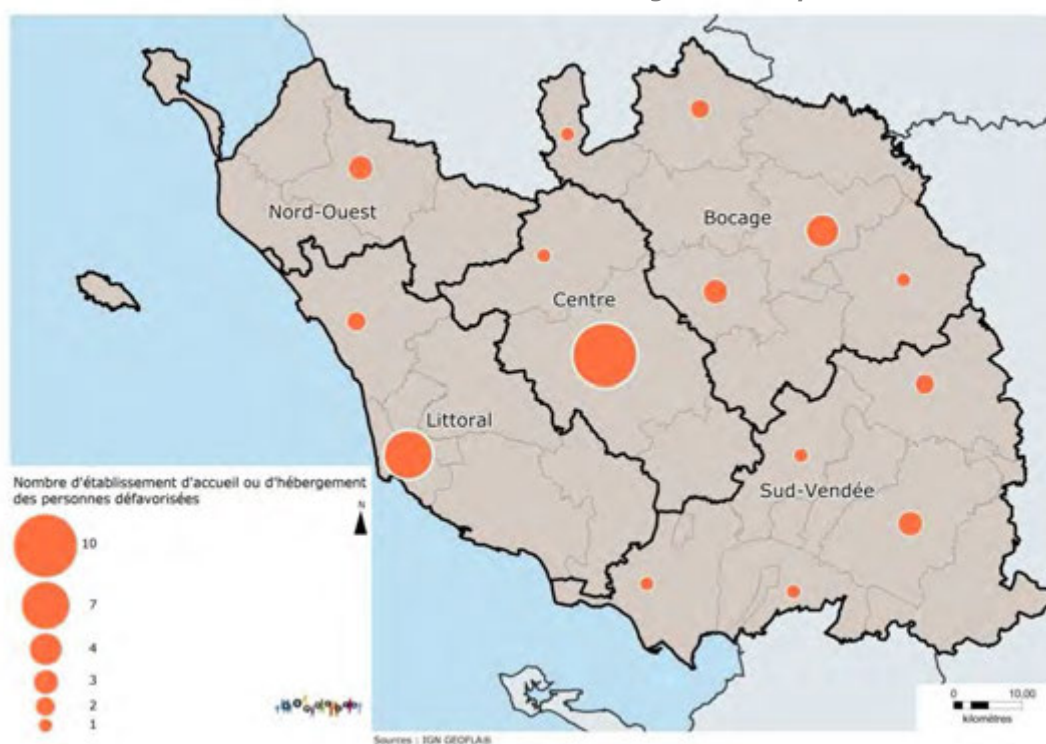 Nord-Ouest
Bocage
Centre
Littoral
Sud-Vendée
Nombre d'établissement d'accueil ou d'hébergement
des personnes défavorisées
N
10
7
4
3
2
1
0 10,00
kilomètres
Sources : IGN GEOFLA®